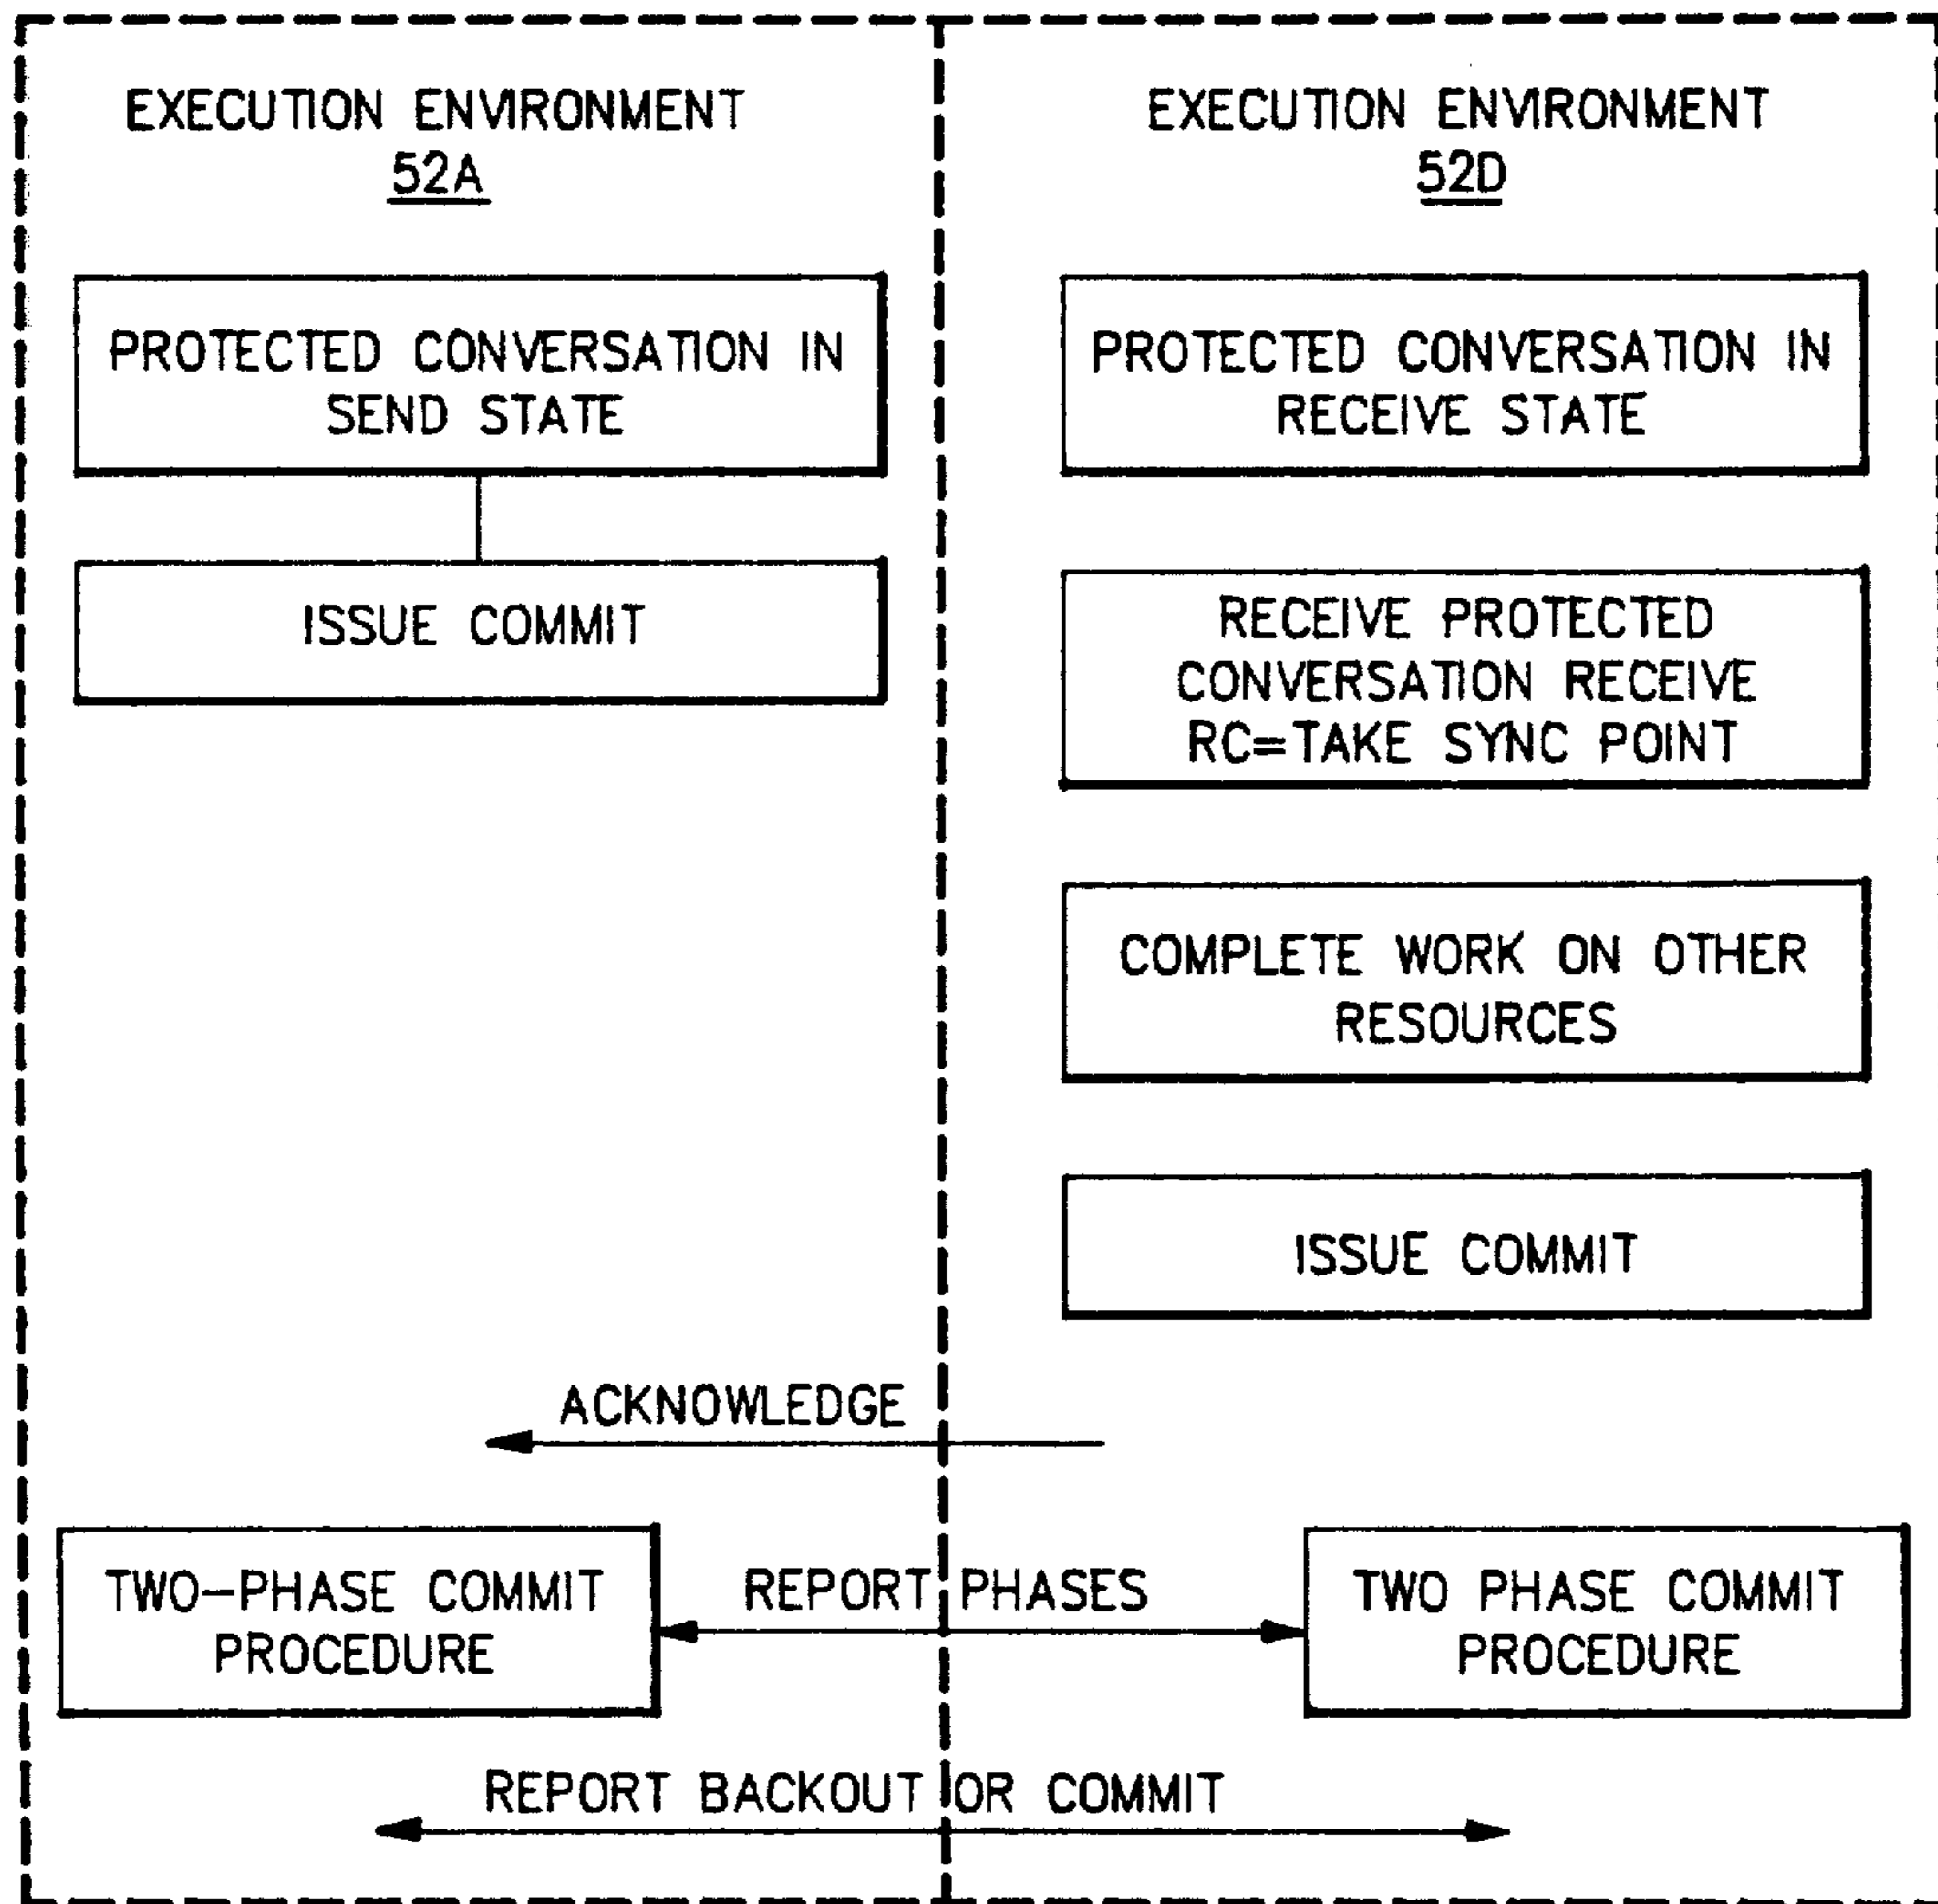 EXECUTION ENVIRONMENT
52A
PROTECTED CONVERSATION IN
SEND STATE
ISSUE COMMIT
EXECUTION ENVIRONMENT
52D
PROTECTED CONVERSATION IN
RECEIVE STATE
RECEIVE PROTECTED
CONVERSATION RECEIVE
RC=TAKE SYNC POINT
COMPLETE WORK ON OTHER
RESOURCES
ISSUE COMMIT
ACKNOWLEDGE
TWO-PHASE COMMIT
PROCEDURE
REPORT PHASES
TWO PHASE COMMIT
PROCEDURE
REPORT BACKOUT OR COMMIT